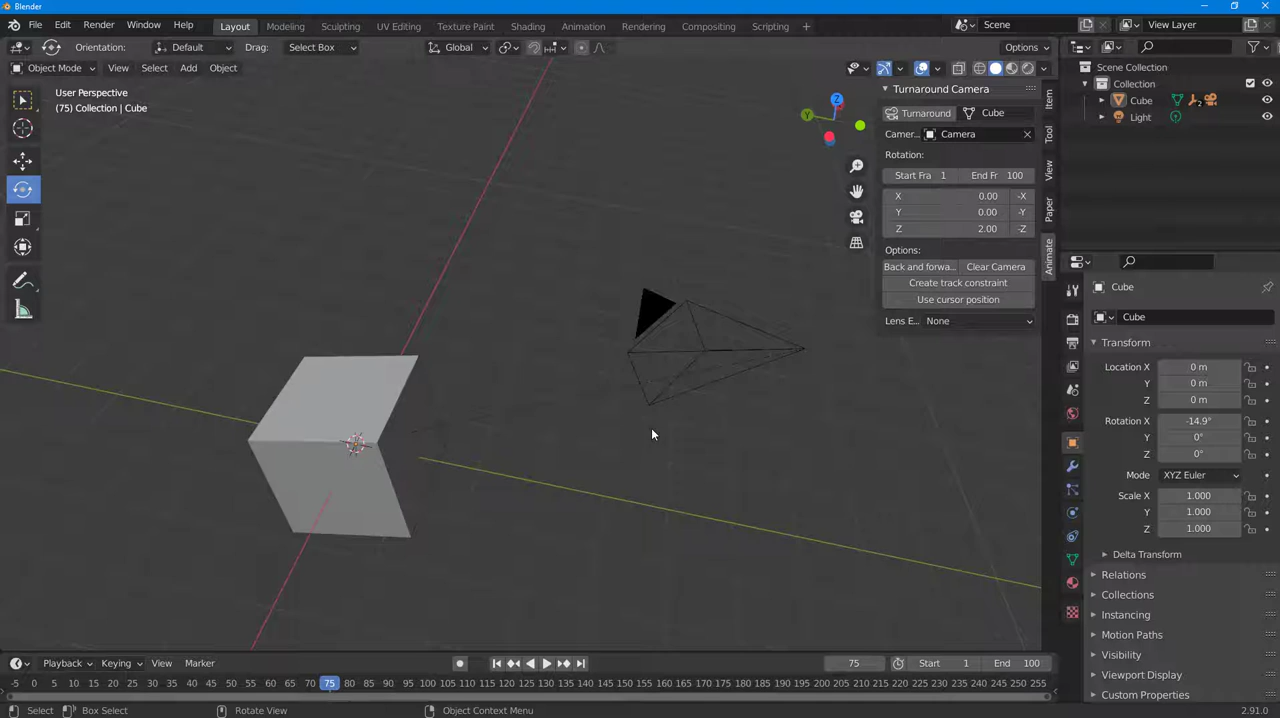 Blender
File Edit Render Window Help Layout Modeling Sculpting UV Editing Texture Paint Shading Animation Rendering Compositing Scripting + Scene View Layer
Orientation: Default Drag: Select Box Global Options
Object Mode View Select Add Object
User Perspective
(75) Collection | Cube
Z
Y
Turnaround Camera
Turnaround Cube
Camer... Camera
Rotation:
Start Fra 1 End Fr 100
X 0.00 -X
Y 0.00 -Y
Z 2.00 -Z
Options:
Back and forwa... Clear Camera
Create track constraint
Use cursor position
Lens E... None
Item
Tool
View
Paper
Animate
Scene Collection
Collection
Cube 2
Light
Cube
Cube
Transform
Location X 0 m
Y 0 m
Z 0 m
Rotation X -14.9°
Y 0°
Z 0°
Mode XYZ Euler
Scale X 1.000
Y 1.000
Z 1.000
Delta Transform
Relations
Collections
Instancing
Motion Paths
Visibility
Viewport Display
Custom Properties
Playback Keying View Marker 75 Start 1 End 100
-5 0 5 10 15 20 25 30 35 40 45 50 55 60 65 70 75 80 85 90 95 100 105 110 115 120 125 130 135 140 145 150 155 160 165 170 175 180 185 190 195 200 205 210 215 220 225 230 235 240 245 250 255
Select Box Select Rotate View Object Context Menu 2.91.0